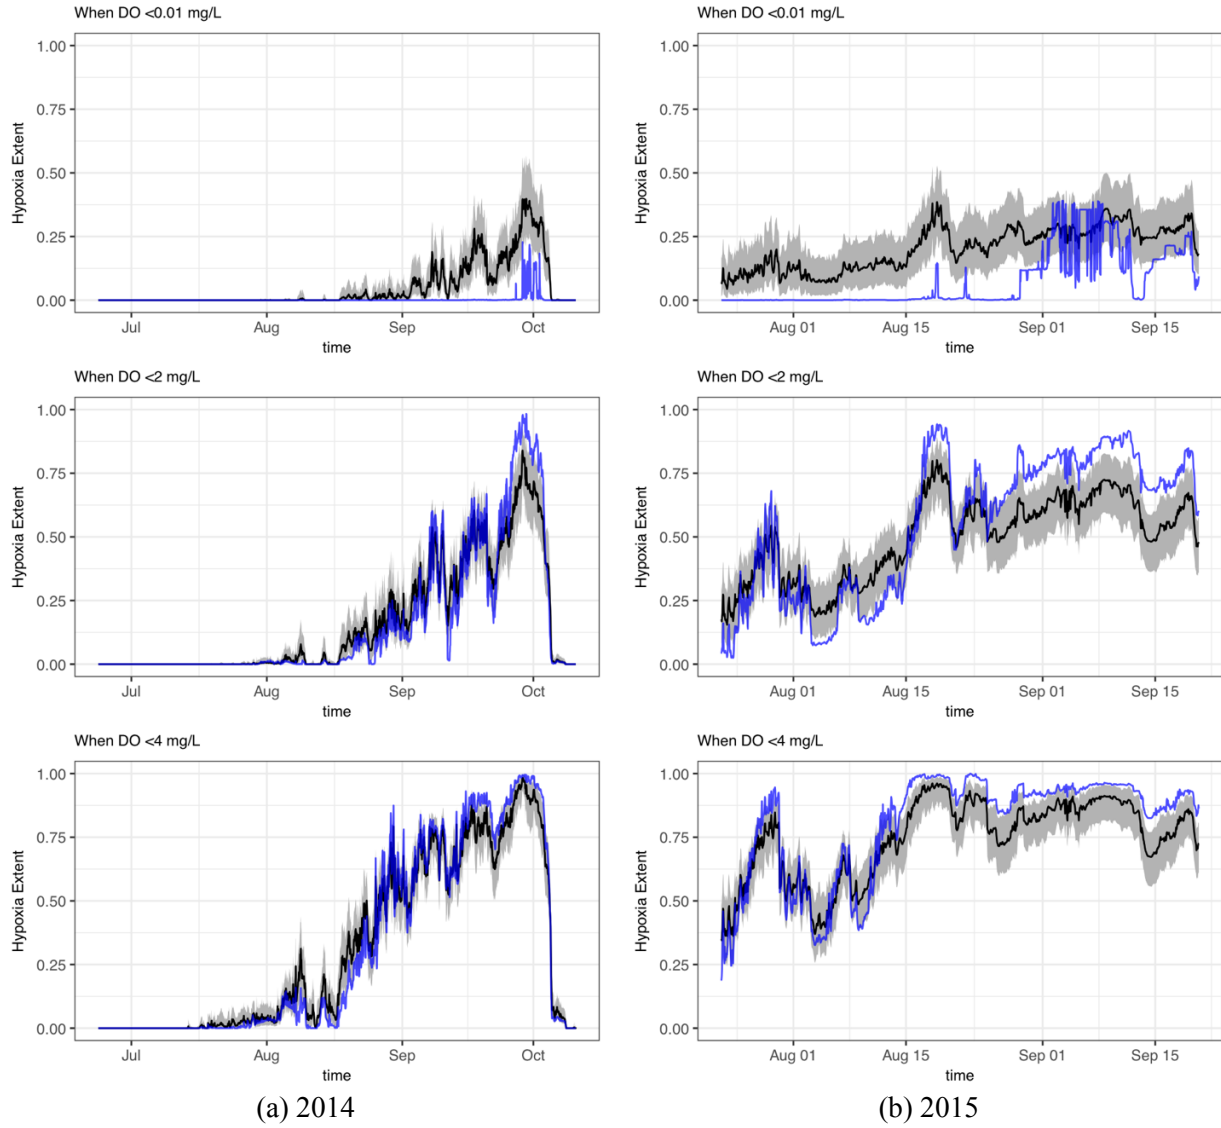 When DO <0.01 mg/L
1.00
0.75
0.50
0.25
0.00
Hypoxia Extent
Jul Aug Sep Oct
time
When DO <0.01 mg/L
1.00
0.75
0.50
0.25
0.00
Hypoxia Extent
Aug 01 Aug 15 Sep 01 Sep 15
time
When DO <2 mg/L
1.00
0.75
0.50
0.25
0.00
Hypoxia Extent
Jul Aug Sep Oct
time
When DO <2 mg/L
1.00
0.75
0.50
0.25
0.00
Hypoxia Extent
Aug 01 Aug 15 Sep 01 Sep 15
time
When DO <4 mg/L
1.00
0.75
0.50
0.25
0.00
Hypoxia Extent
Jul Aug Sep Oct
time
When DO <4 mg/L
1.00
0.75
0.50
0.25
0.00
Hypoxia Extent
Aug 01 Aug 15 Sep 01 Sep 15
time
(a) 2014
(b) 2015